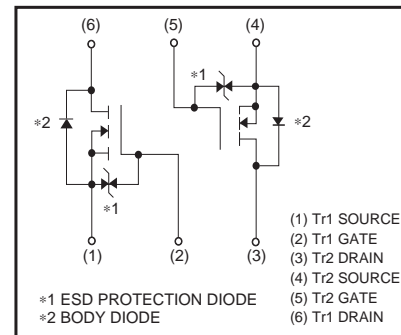 (6) (5) (4)
*1
*2 *2
*1
(1) (2) (3)
(1) Tr1 SOURCE
(2) Tr1 GATE
(3) Tr2 DRAIN
(4) Tr2 SOURCE
(5) Tr2 GATE
(6) Tr1 DRAIN
*1 ESD PROTECTION DIODE
*2 BODY DIODE